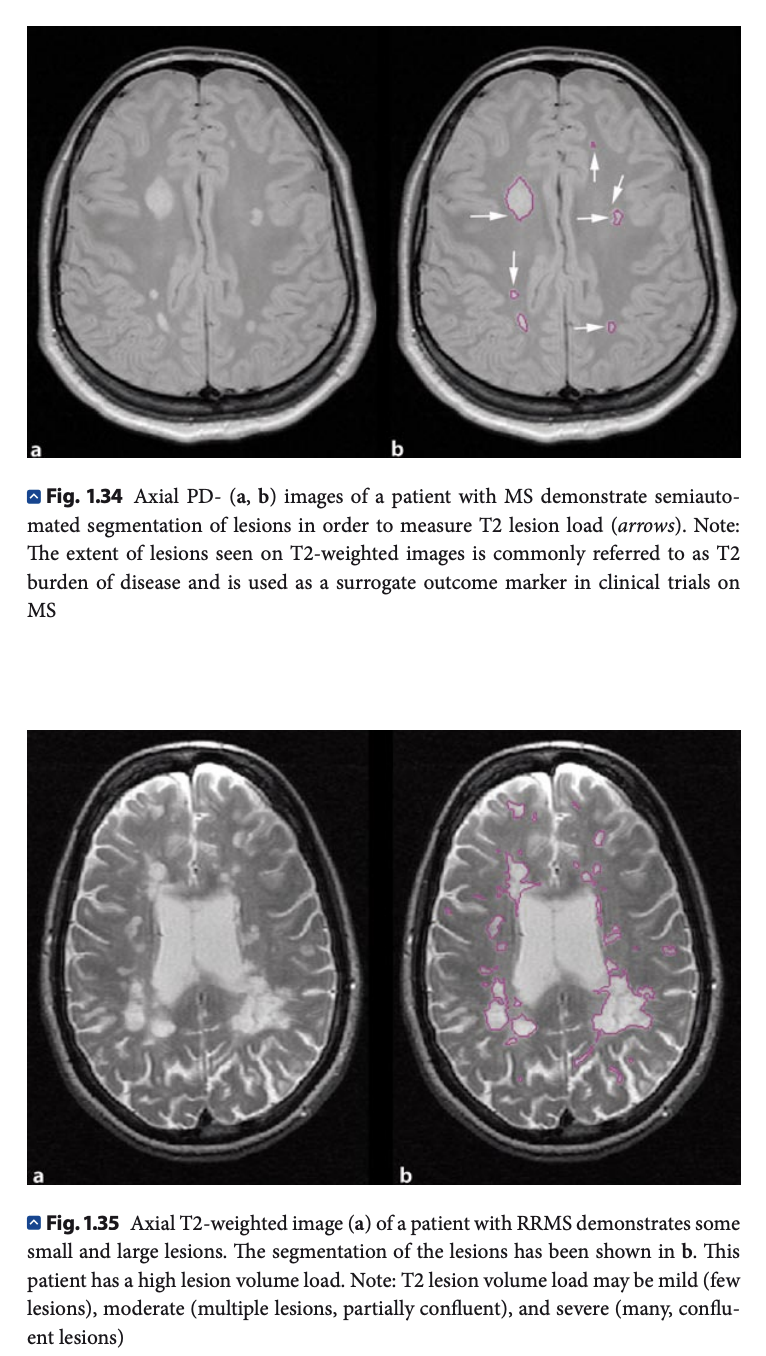 a
b
Fig. 1.34 Axial PD- (a, b) images of a patient with MS demonstrate semiauto-
mated segmentation of lesions in order to measure T2 lesion load (arrows). Note:
The extent of lesions seen on T2-weighted images is commonly referred to as T2
burden of disease and is used as a surrogate outcome marker in clinical trials on
MS
a
b
Fig. 1.35 Axial T2-weighted image (a) of a patient with RRMS demonstrates some
small and large lesions. The segmentation of the lesions has been shown in b. This
patient has a high lesion volume load. Note: T2 lesion volume load may be mild (few
lesions), moderate (multiple lesions, partially confluent), and severe (many, conflu-
ent lesions)